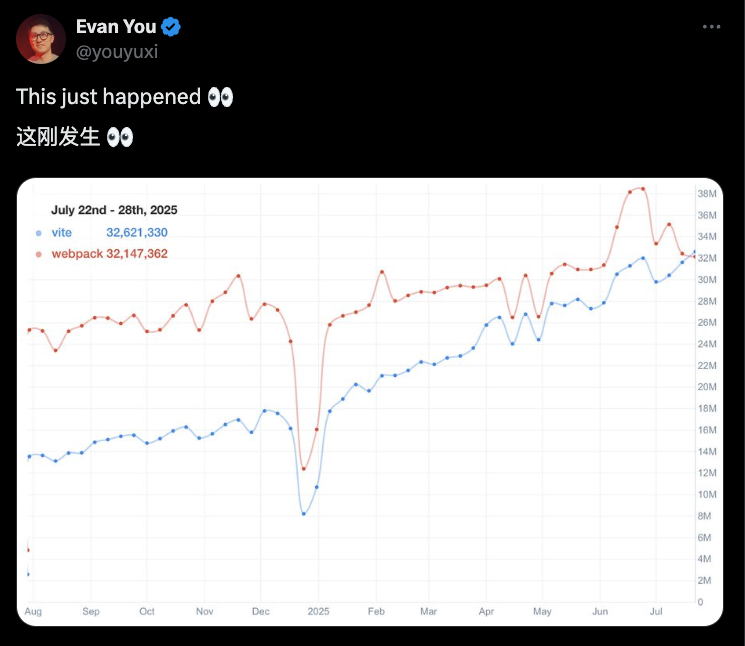 Evan You
@youyuxi
This just happened 👀
这刚发生 👀
July 22nd - 28th, 2025
vite 32,621,330
webpack 32,147,362
38M
36M
34M
32M
30M
28M
26M
24M
22M
20M
18M
16M
14M
12M
10M
8M
6M
4M
2M
0
Aug Sep Oct Nov Dec 2025 Feb Mar Apr May Jun Jul